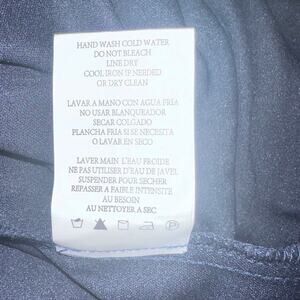 HAND WASH COLD WATER
DO NOT BLEACH
LINE DRY
COOL IRON IF NEEDED
OR DRY CLEAN
LAVAR A MANO CON AGUA FRIA
NO USAR BLANQUEADOR
SECAR COLGADO
PLANCHA FRIA SI SE NECESITA
O LAVAR EN SECO
LAVER MAIN L'EAU FROIDE
NE PAS UTILISER D'EAU DE JAVEL
SUSPENDER POUR SECHER
REPASSER A FAIBLE INTENSITE
AU BESOIN
AU NETTOYER A SEC